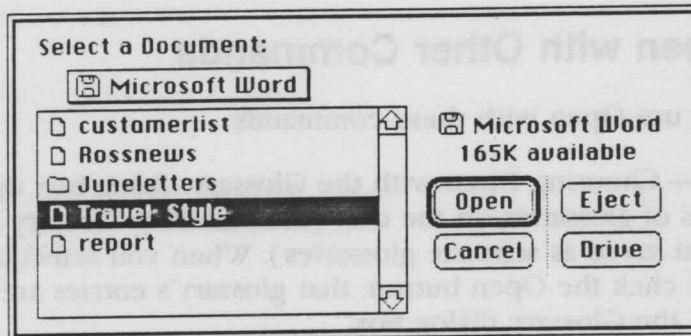 Select a Document:
Microsoft Word
customerlist
Rossnews
Juneletters
Travel Style
report
Microsoft Word
165K available
Open
Eject
Cancel
Drive